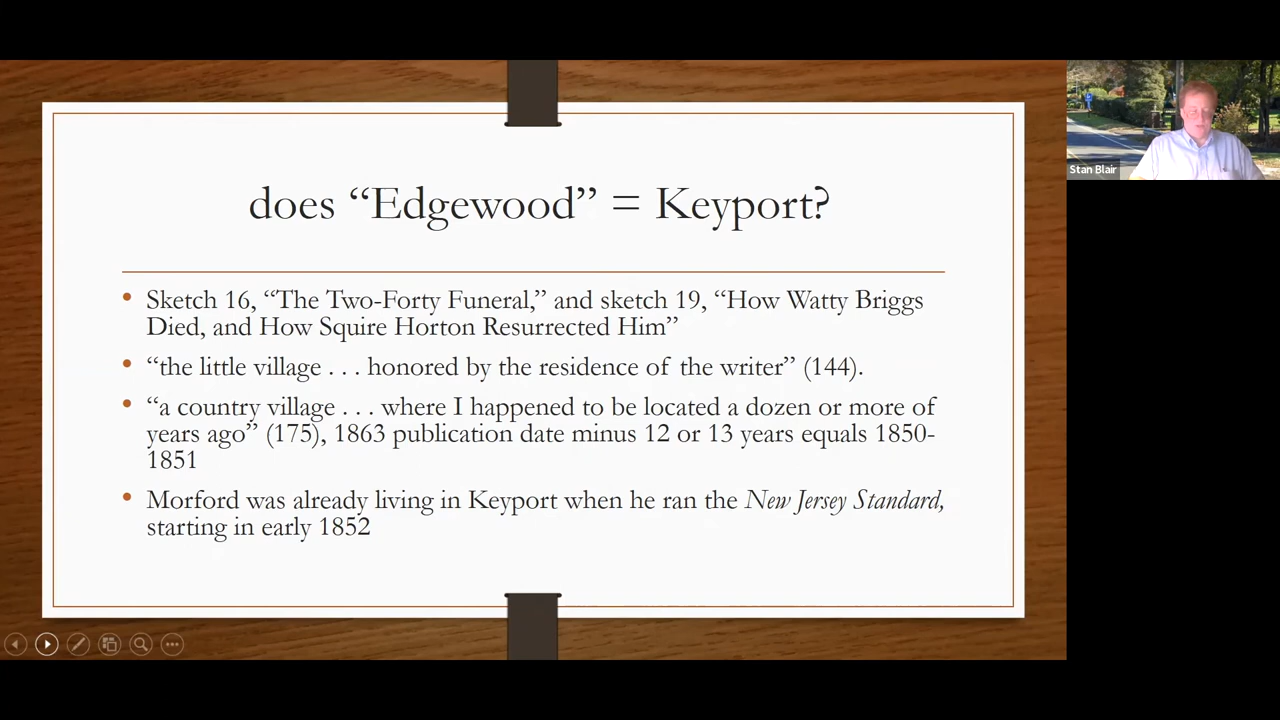 does “Edgewood” = Keyport?
• Sketch 16, “The Two-Forty Funeral,” and sketch 19, “How Watty Briggs
Died, and How Squire Horton Resurrected Him”
• “the little village . . . honored by the residence of the writer” (144).
• “a country village . . . where I happened to be located a dozen or more of
years ago” (175), 1863 publication date minus 12 or 13 years equals 1850-
1851
• Morford was already living in Keyport when he ran the New Jersey Standard,
starting in early 1852
Stan Blair